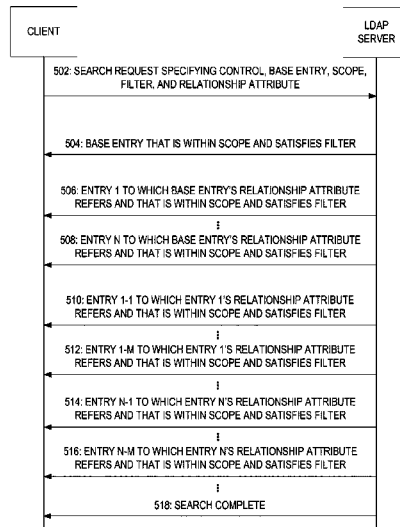 CLIENT
LDAP
SERVER
502: SEARCH REQUEST SPECIFYING CONTROL, BASE ENTRY, SCOPE,
FILTER, AND RELATIONSHIP ATTRIBUTE
504: BASE ENTRY THAT IS WITHIN SCOPE AND SATISFIES FILTER
506: ENTRY 1 TO WHICH BASE ENTRY'S RELATIONSHIP ATTRIBUTE
REFERS AND THAT IS WITHIN SCOPE AND SATISFIES FILTER
508: ENTRY N TO WHICH BASE ENTRY'S RELATIONSHIP ATTRIBUTE
REFERS AND THAT IS WITHIN SCOPE AND SATISFIES FILTER
510: ENTRY 1-1 TO WHICH ENTRY 1'S RELATIONSHIP ATTRIBUTE
REFERS AND THAT IS WITHIN SCOPE AND SATISFIES FILTER
512: ENTRY 1-M TO WHICH ENTRY 1'S RELATIONSHIP ATTRIBUTE
REFERS AND THAT IS WITHIN SCOPE AND SATISFIES FILTER
514: ENTRY N-1 TO WHICH ENTRY N'S RELATIONSHIP ATTRIBUTE
REFERS AND THAT IS WITHIN SCOPE AND SATISFIES FILTER
516: ENTRY N-M TO WHICH ENTRY N'S RELATIONSHIP ATTRIBUTE
REFERS AND THAT IS WITHIN SCOPE AND SATISFIES FILTER
518: SEARCH COMPLETE